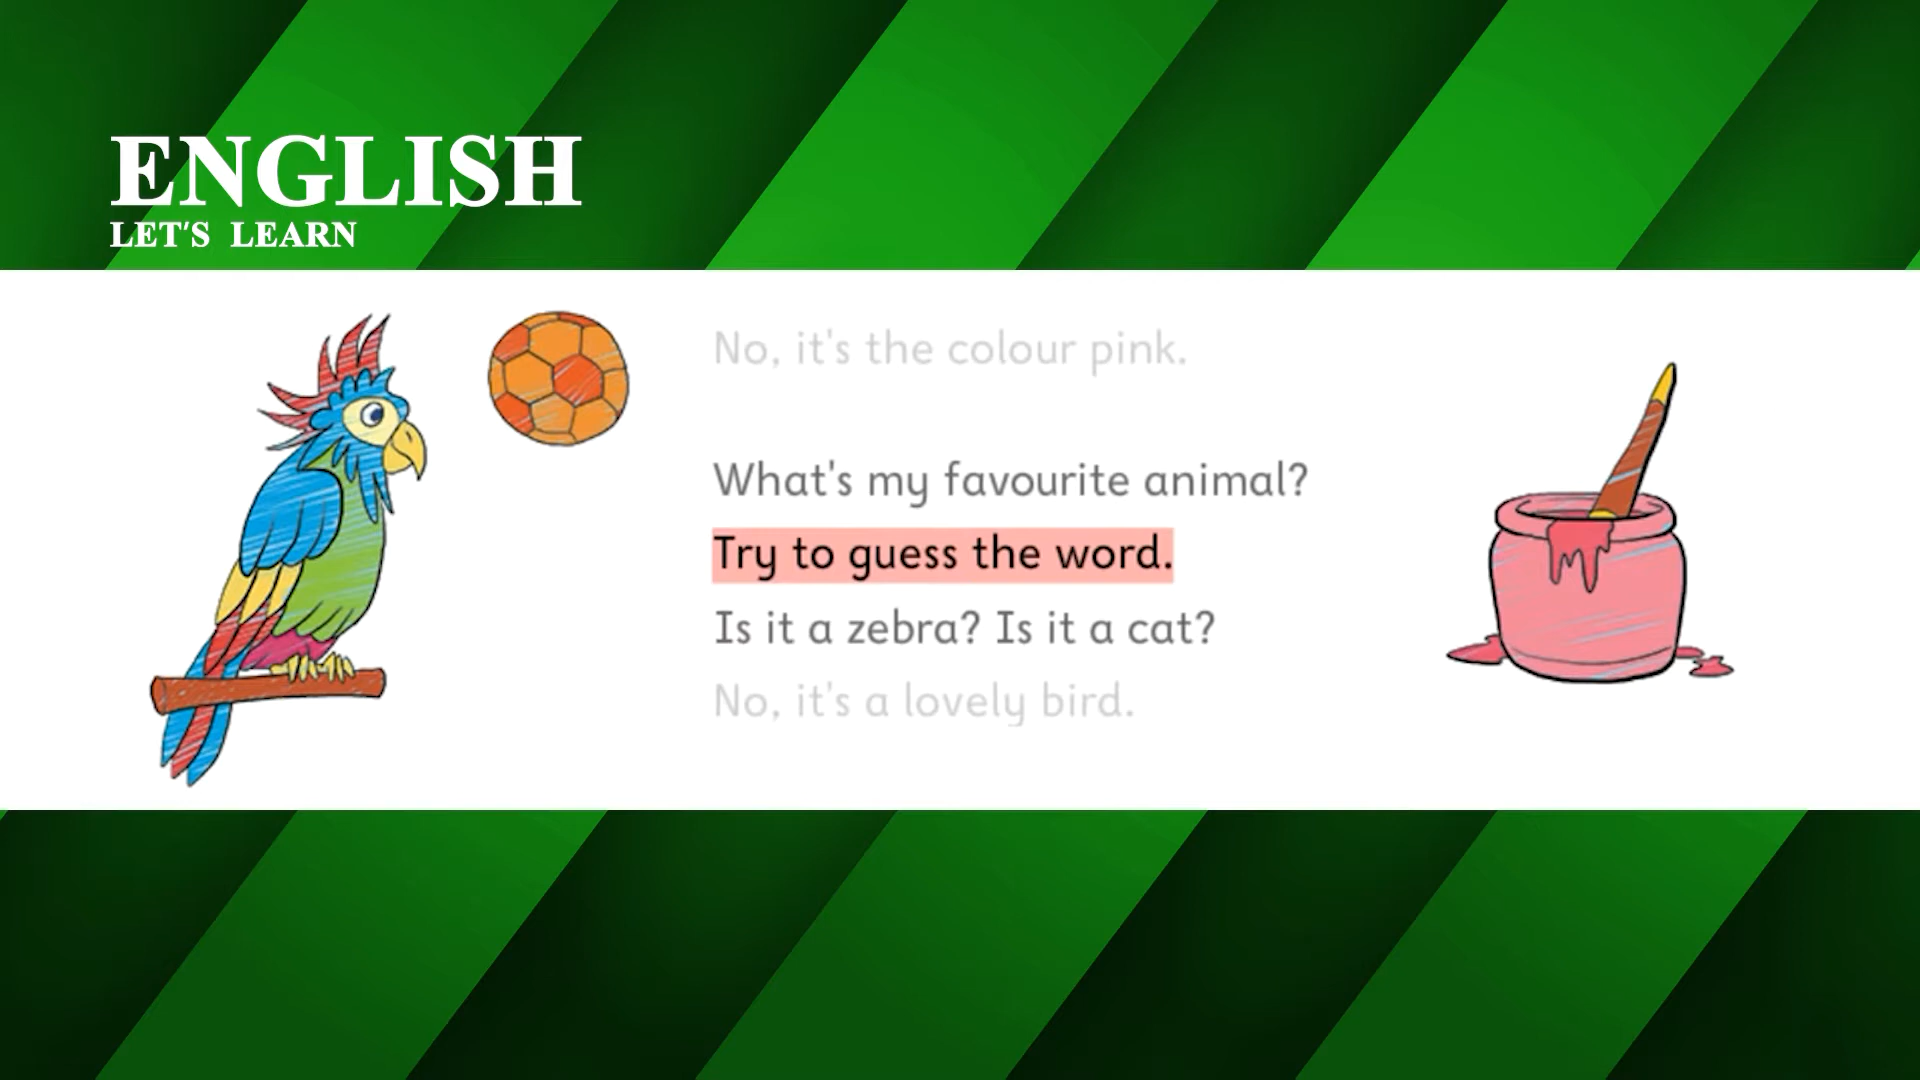 ENGLISH
LET'S LEARN
No, it's the colour pink.
What's my favourite animal?
Try to guess the word.
Is it a zebra? Is it a cat?
No, it's a lovely bird.